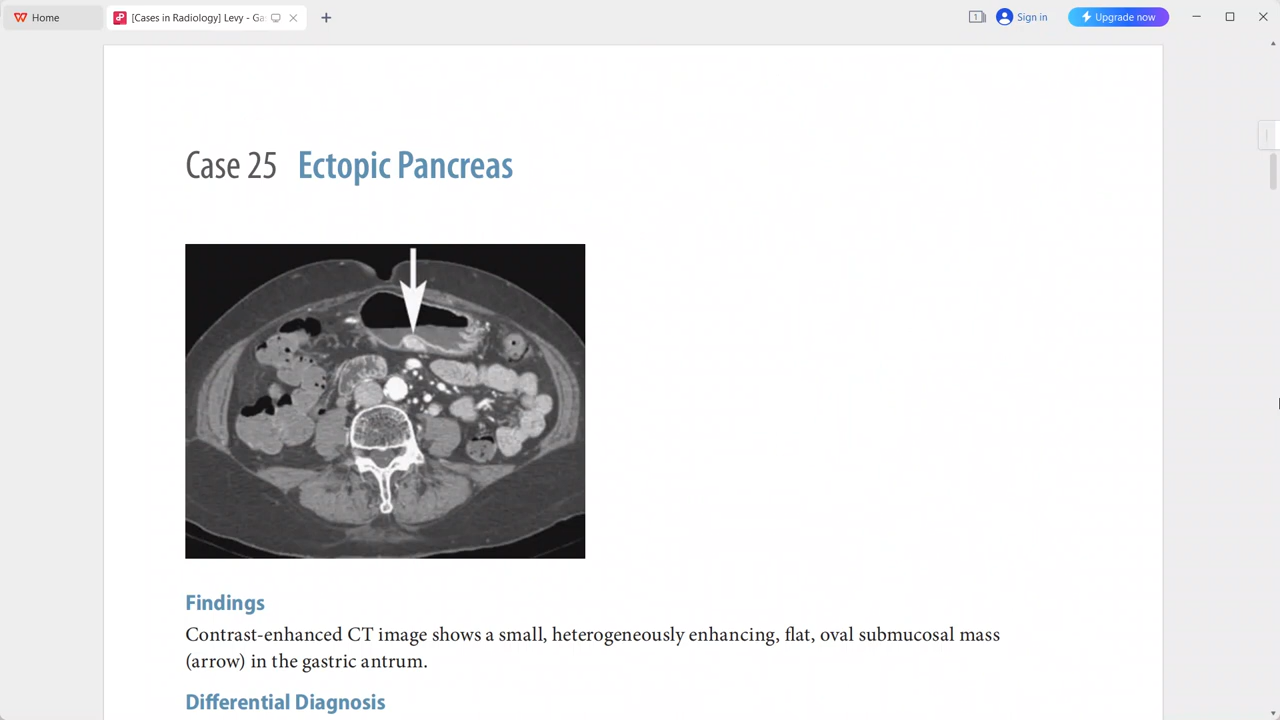 Home
[Cases in Radiology] Levy - Ga
1
Sign in
Upgrade now
Case 25 Ectopic Pancreas
Findings
Contrast-enhanced CT image shows a small, heterogeneously enhancing, flat, oval submucosal mass
(arrow) in the gastric antrum.
Differential Diagnosis